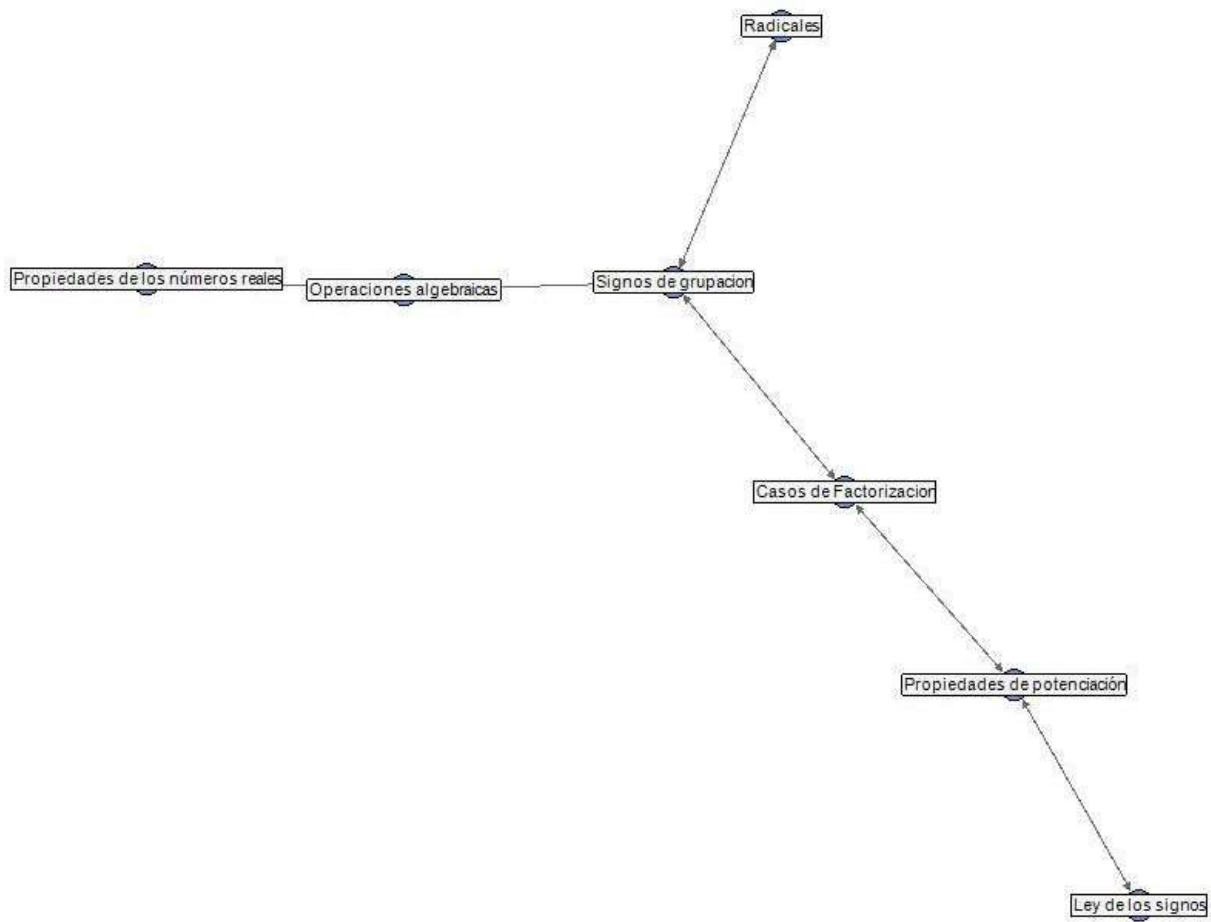 Radicales
Propiedades de los números reales
Operaciones algebraicas
Signos de grupacion
Casos de Factorizacion
Propiedades de potenciación
Ley de los signos